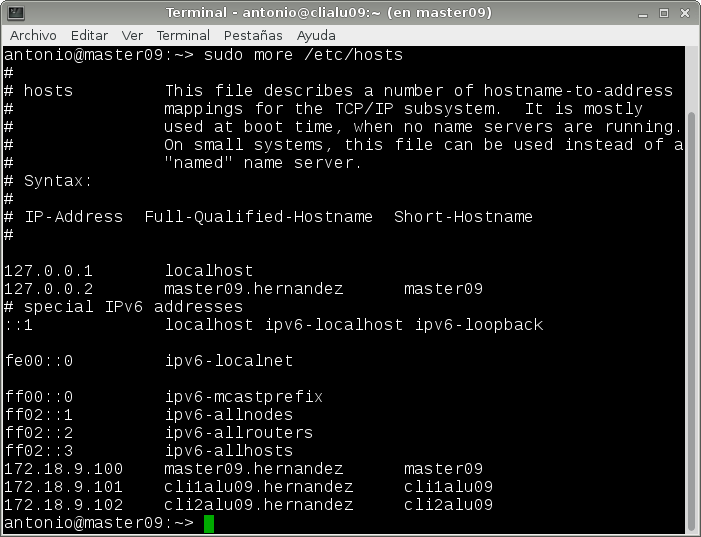 Terminal - antonio@clialu09:~ (en master09)
Archivo Editar Ver Terminal Pestañas Ayuda
antonio@master09:~> sudo more /etc/hosts
#
# hosts         This file describes a number of hostname-to-address
#               mappings for the TCP/IP subsystem.  It is mostly
#               used at boot time, when no name servers are running.
#               On small systems, this file can be used instead of a
#               "named" name server.
# Syntax:
#
# IP-Address  Full-Qualified-Hostname  Short-Hostname
#
127.0.0.1       localhost
127.0.0.2       master09.hernandez      master09
# special IPv6 addresses
::1             localhost ipv6-localhost ipv6-loopback
fe00::0         ipv6-localnet
ff00::0         ipv6-mcastprefix
ff02::1         ipv6-allnodes
ff02::2         ipv6-allrouters
ff02::3         ipv6-allhosts
172.18.9.100    master09.hernandez      master09
172.18.9.101    cli1alu09.hernandez     cli1alu09
172.18.9.102    cli2alu09.hernandez     cli2alu09
antonio@master09:~>